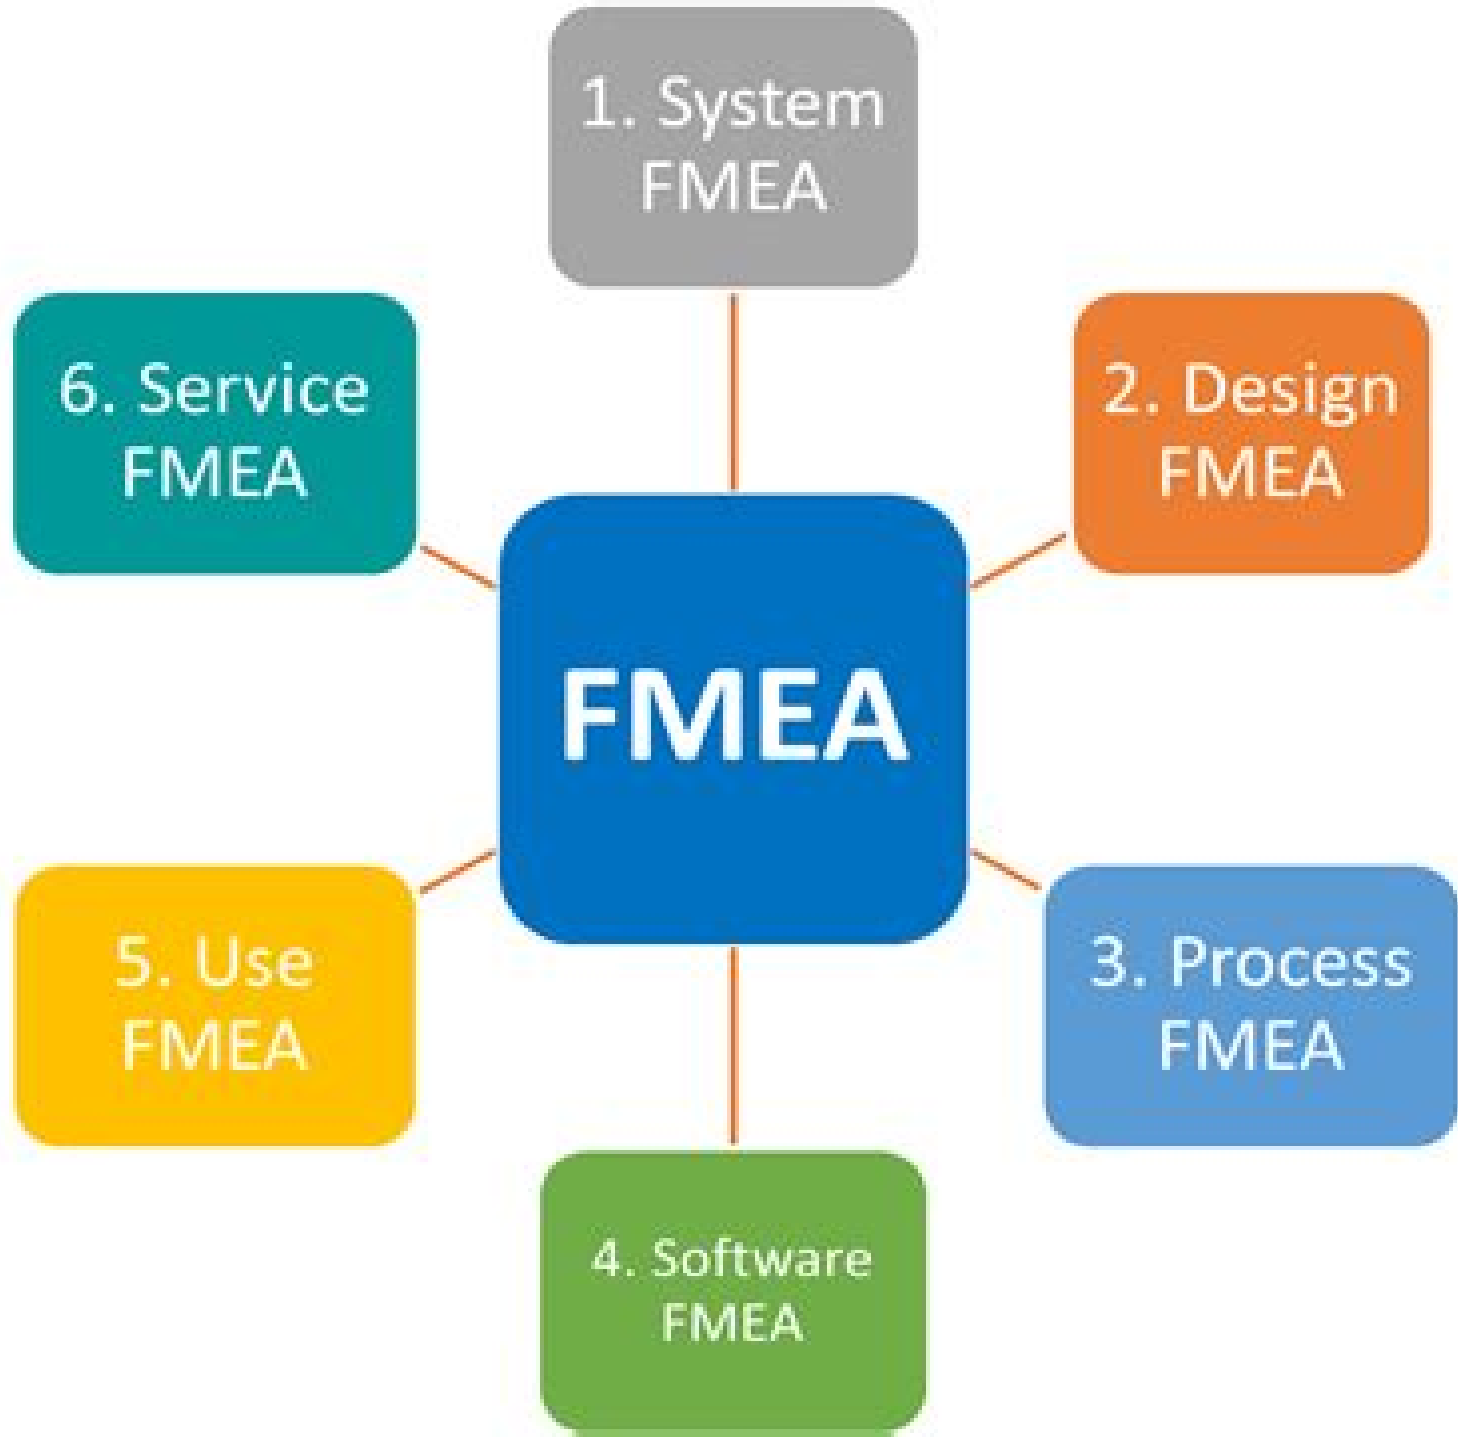 1. System
FMEA
2. Design
FMEA
3. Process
FMEA
4. Software
FMEA
5. Use
FMEA
6. Service
FMEA
FMEA